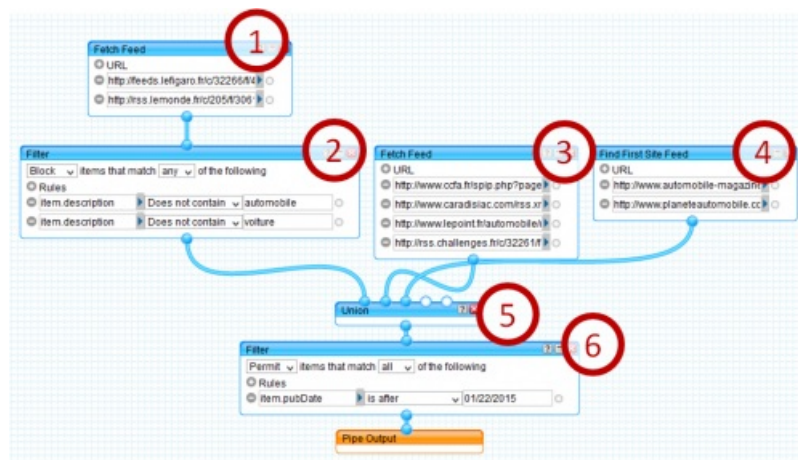 Fetch Feed
1
URL
http://feeds.lefigaro.fr/c/32266/f/4
http://rss.lemonde.fr/c/205/f/306
Filter
2
Block items that match any of the following
Rules
item.description Does not contain automobile
item.description Does not contain voiture
Fetch Feed
3
URL
http://www.ccfa.fr/spip.php?page
http://www.caradisiac.com/rss.xr
http://www.lepoint.fr/automobile/
http://rss.challenges.fr/c/32261/f/
Find First Site Feed
4
URL
http://www.automobile-magazin
http://www.planeteautomobile.cc
Union
5
Filter
6
Permit items that match all of the following
Rules
item.pubDate is after 01/22/2015
Pipe Output